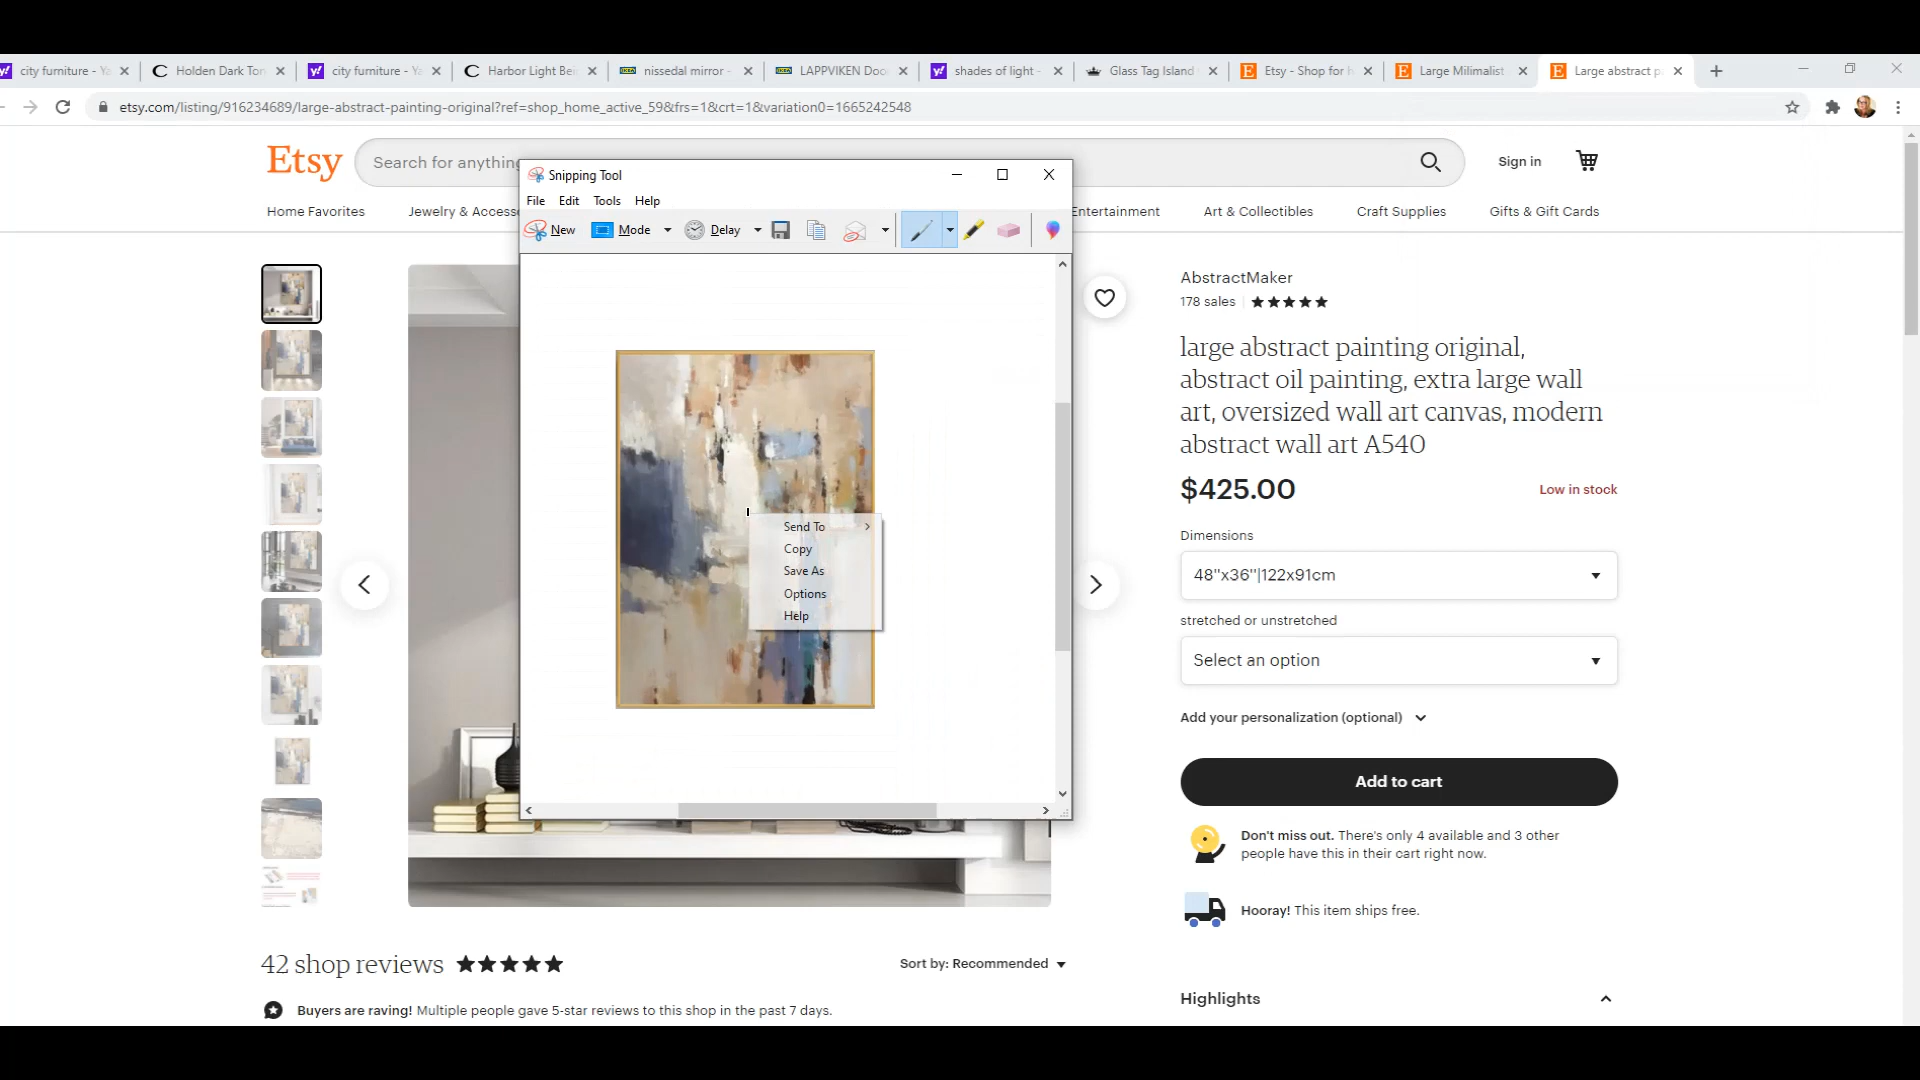 city furniture - Ya
Holden Dark Ton
city furniture - Ya
Harbor Light Bei
nissedal mirror -
LAPPVIKEN Doo
shades of light -
Glass Tag Island
Etsy - Shop for h
Large Milimalist
Large abstract p
etsy.com/listing/916234689/large-abstract-painting-original?ref=shop_home_active_59&frs=1&crt=1&variation0=1665242548
Etsy
Search for anything
Sign in
Home Favorites
Jewelry & Accesso
Entertainment
Art & Collectibles
Craft Supplies
Gifts & Gift Cards
Snipping Tool
File Edit Tools Help
New Mode Delay
Send To
Copy
Save As
Options
Help
AbstractMaker
178 sales
large abstract painting original,
abstract oil painting, extra large wall
art, oversized wall art canvas, modern
abstract wall art A540
$425.00
Low in stock
Dimensions
48"x36"|122x91cm
stretched or unstretched
Select an option
Add your personalization (optional)
Add to cart
Don't miss out. There's only 4 available and 3 other
people have this in their cart right now.
Hooray! This item ships free.
42 shop reviews
Sort by: Recommended
Buyers are raving! Multiple people gave 5-star reviews to this shop in the past 7 days.
Highlights